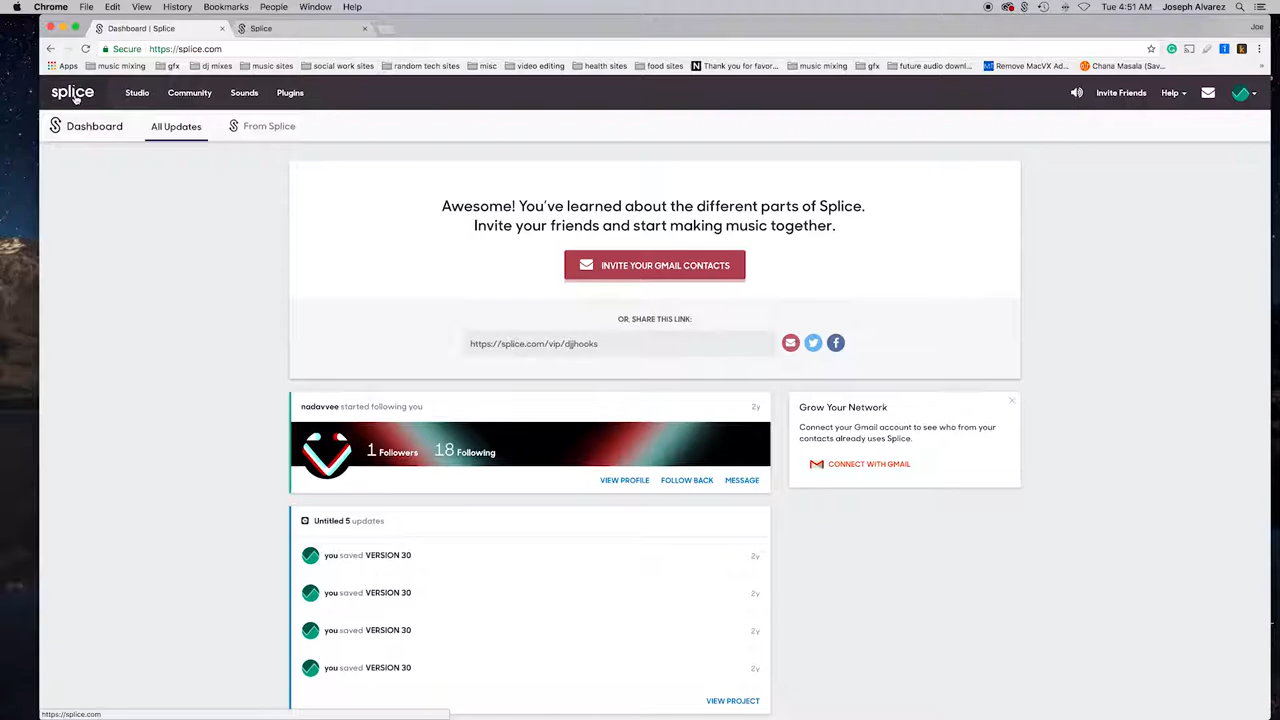 Chrome File Edit View History Bookmarks People Window Help Tue 4:51 AM Joseph Alvarez
Dashboard | Splice Splice Joe
Secure https://splice.com
Apps music mixing gfx dj mixes music sites social work sites random tech sites misc video editing health sites food sites Thank you for favor... music mixing gfx future audio downl... Remove MacVX Ad... Chana Masala (Sav...
splice Studio Community Sounds Plugins Invite Friends Help
Dashboard All Updates From Splice
Awesome! You've learned about the different parts of Splice.
Invite your friends and start making music together.
INVITE YOUR GMAIL CONTACTS
OR, SHARE THIS LINK:
https://splice.com/vip/djjhooks
nadavvee started following you 2y
1 Followers 18 Following
VIEW PROFILE FOLLOW BACK MESSAGE
Grow Your Network
Connect your Gmail account to see who from your
contacts already uses Splice.
CONNECT WITH GMAIL
Untitled 5 updates
you saved VERSION 30 2y
you saved VERSION 30 2y
you saved VERSION 30 2y
you saved VERSION 30 2y
VIEW PROJECT
https://splice.com